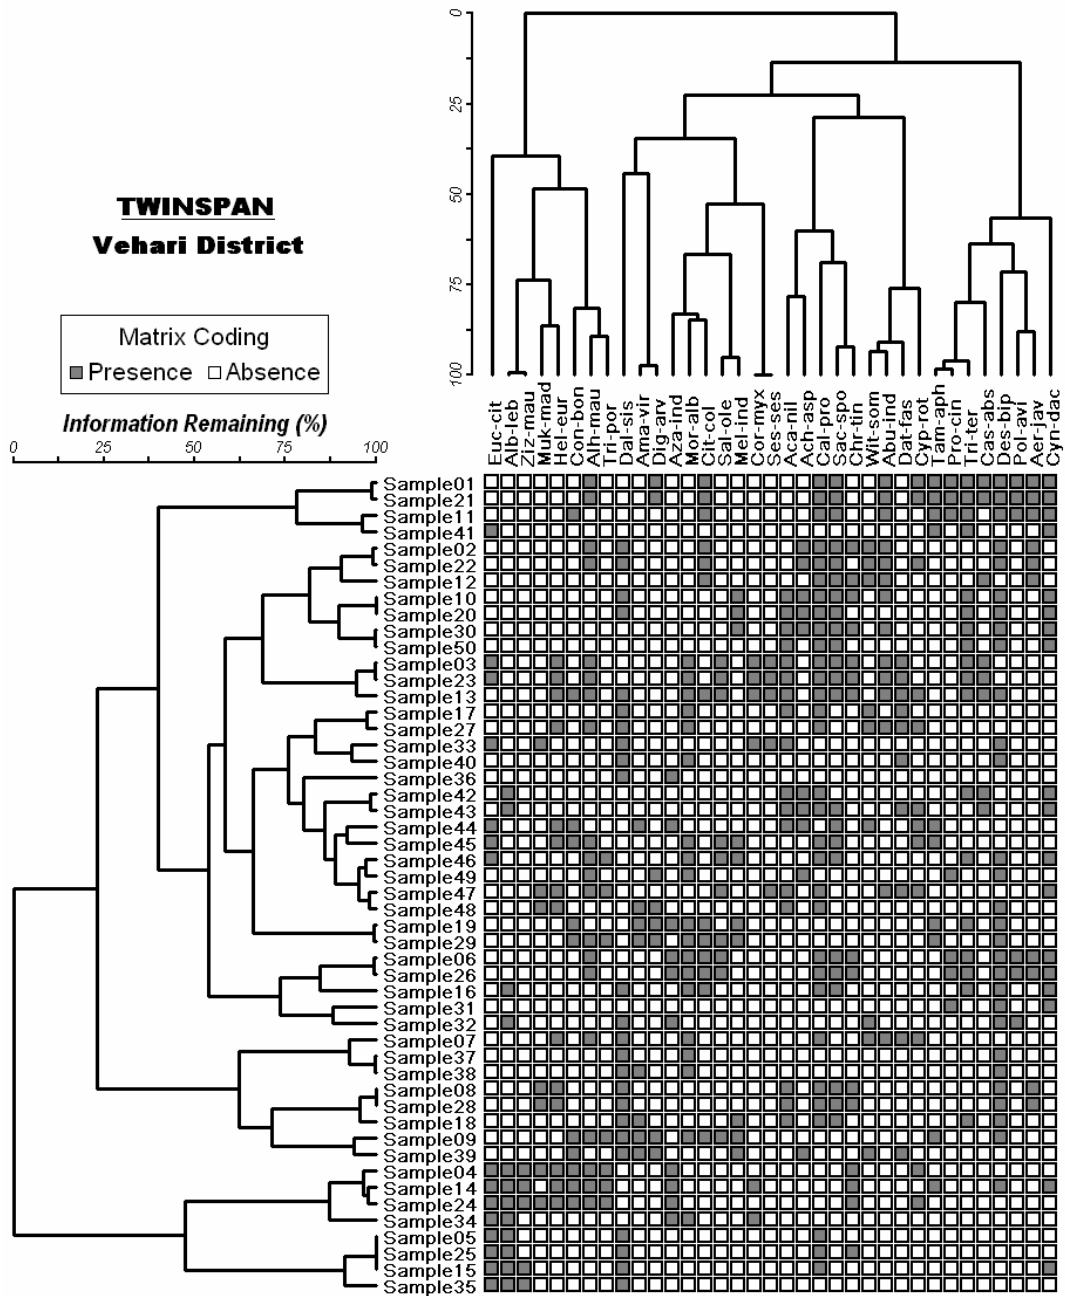 TWINSPAN
Vehari District
Matrix Coding
Presence Absence
Information Remaining (%)
0 25 50 75 100
0
25
50
75
100
Euc-cit
Alb-leb
Ziz-mau
Muk-mad
Hel-eur
Con-bon
Alh-mau
Tri-por
Dal-sis
Ama-vir
Dig-arv
Aza-ind
Mor-alb
Cit-col
Sal-ole
Mel-ind
Cor-myx
Ses-ses
Aca-nil
Ach-asp
Cal-pro
Sac-spo
Chr-tin
Wit-som
Abu-ind
Dat-fas
Cyp-rot
Tam-aph
Pro-cin
Tri-ter
Cas-abs
Des-bip
Pol-avi
Aer-jav
Cyn-dac
Sample01
Sample21
Sample11
Sample41
Sample02
Sample22
Sample12
Sample10
Sample20
Sample30
Sample50
Sample03
Sample23
Sample13
Sample17
Sample27
Sample33
Sample40
Sample36
Sample42
Sample43
Sample44
Sample45
Sample46
Sample49
Sample47
Sample48
Sample19
Sample29
Sample06
Sample26
Sample16
Sample31
Sample32
Sample07
Sample37
Sample38
Sample08
Sample28
Sample18
Sample09
Sample39
Sample04
Sample14
Sample24
Sample34
Sample05
Sample25
Sample15
Sample35